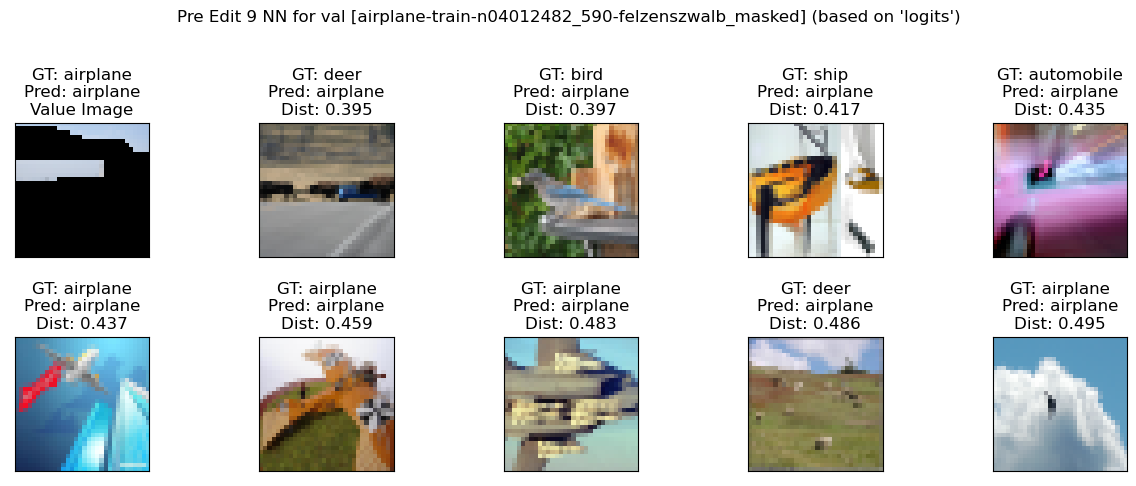 Pre Edit 9 NN for val [airplane-train-n04012482_590-felzenszwalb_masked] (based on 'logits')
GT: airplane
Pred: airplane
Value Image
GT: deer
Pred: airplane
Dist: 0.395
GT: bird
Pred: airplane
Dist: 0.397
GT: ship
Pred: airplane
Dist: 0.417
GT: automobile
Pred: airplane
Dist: 0.435
GT: airplane
Pred: airplane
Dist: 0.437
GT: airplane
Pred: airplane
Dist: 0.459
GT: airplane
Pred: airplane
Dist: 0.483
GT: deer
Pred: airplane
Dist: 0.486
GT: airplane
Pred: airplane
Dist: 0.495